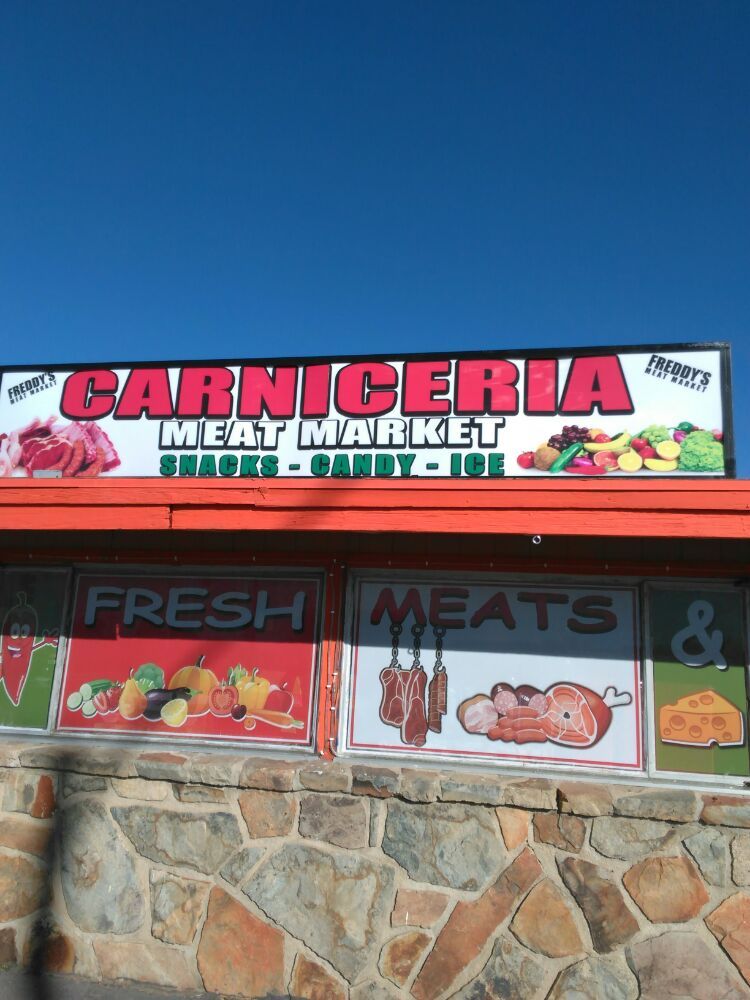 FREDDY'S
MEAT MARKET
CARNICERIA
MEAT MARKET
SNACKS - CANDY - ICE
FREDDY'S
MEAT MARKET
FRESH
MEATS
&